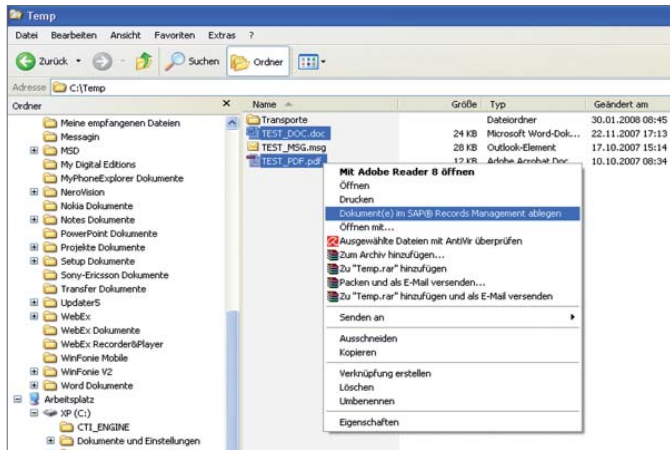 Temp
Datei Bearbeiten Ansicht Favoriten Extras ?
Zurück Suchen Ordner
Adresse C:\Temp
Ordner
Meine empfangenen Dateien
Messagin
MSD
My Digital Editions
MyPhoneExplorer Dokumente
NeroVision
Nokia Dokumente
Notes Dokumente
PowerPoint Dokumente
Projekte Dokumente
Setup Dokumente
Sony-Ericsson Dokumente
Transfer Dokumente
Updater5
WebEx
WebEx Dokumente
WebEx Recorder&Player
WinFonie Mobile
WinFonie V2
Word Dokumente
Arbeitsplatz
XP (C:)
CTI_ENGINE
Dokumente und Einstellungen
Name Größe Typ Geändert am
Transporte Dateiordner 30.01.2008 08:45
TEST_DOC.doc 24 KB Microsoft Word-Dok... 22.11.2007 17:13
TEST_MSG.msg 28 KB Outlook-Element 17.10.2007 15:14
TEST_PDF.pdf 12 KB Adobe Acrobat Doc... 10.10.2007 08:34
Mit Adobe Reader 8 öffnen
Öffnen
Drucken
Dokument(e) im SAP® Records Management ablegen
Öffnen mit...
Ausgewählte Dateien mit AntiVir überprüfen
Zum Archiv hinzufügen...
Zu "Temp.rar" hinzufügen
Packen und als E-Mail versenden...
Zu "Temp.rar" hinzufügen und als E-Mail versenden
Senden an
Ausschneiden
Kopieren
Verknüpfung erstellen
Löschen
Umbenennen
Eigenschaften